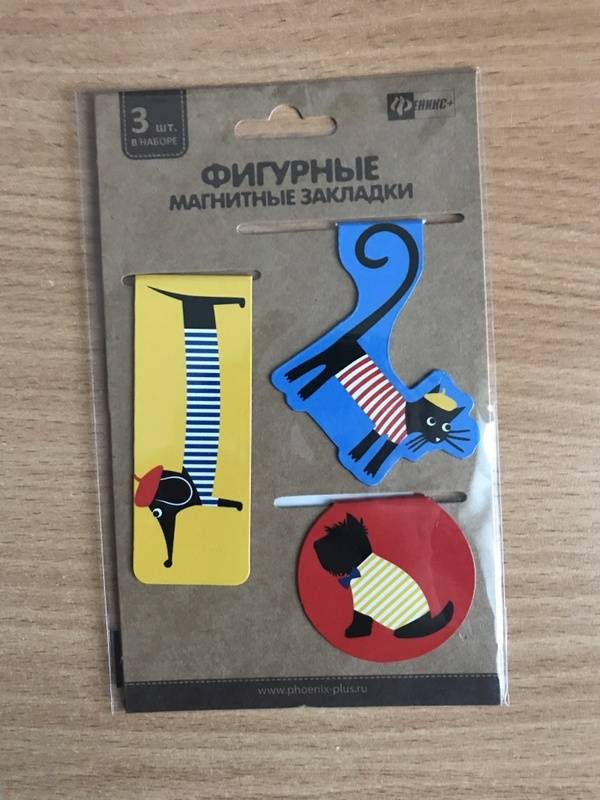 3 шт.
В НАБОРЕ
ФЕНИКС+
ФИГУРНЫЕ
МАГНИТНЫЕ ЗАКЛАДКИ
www.phoenix-plus.ru